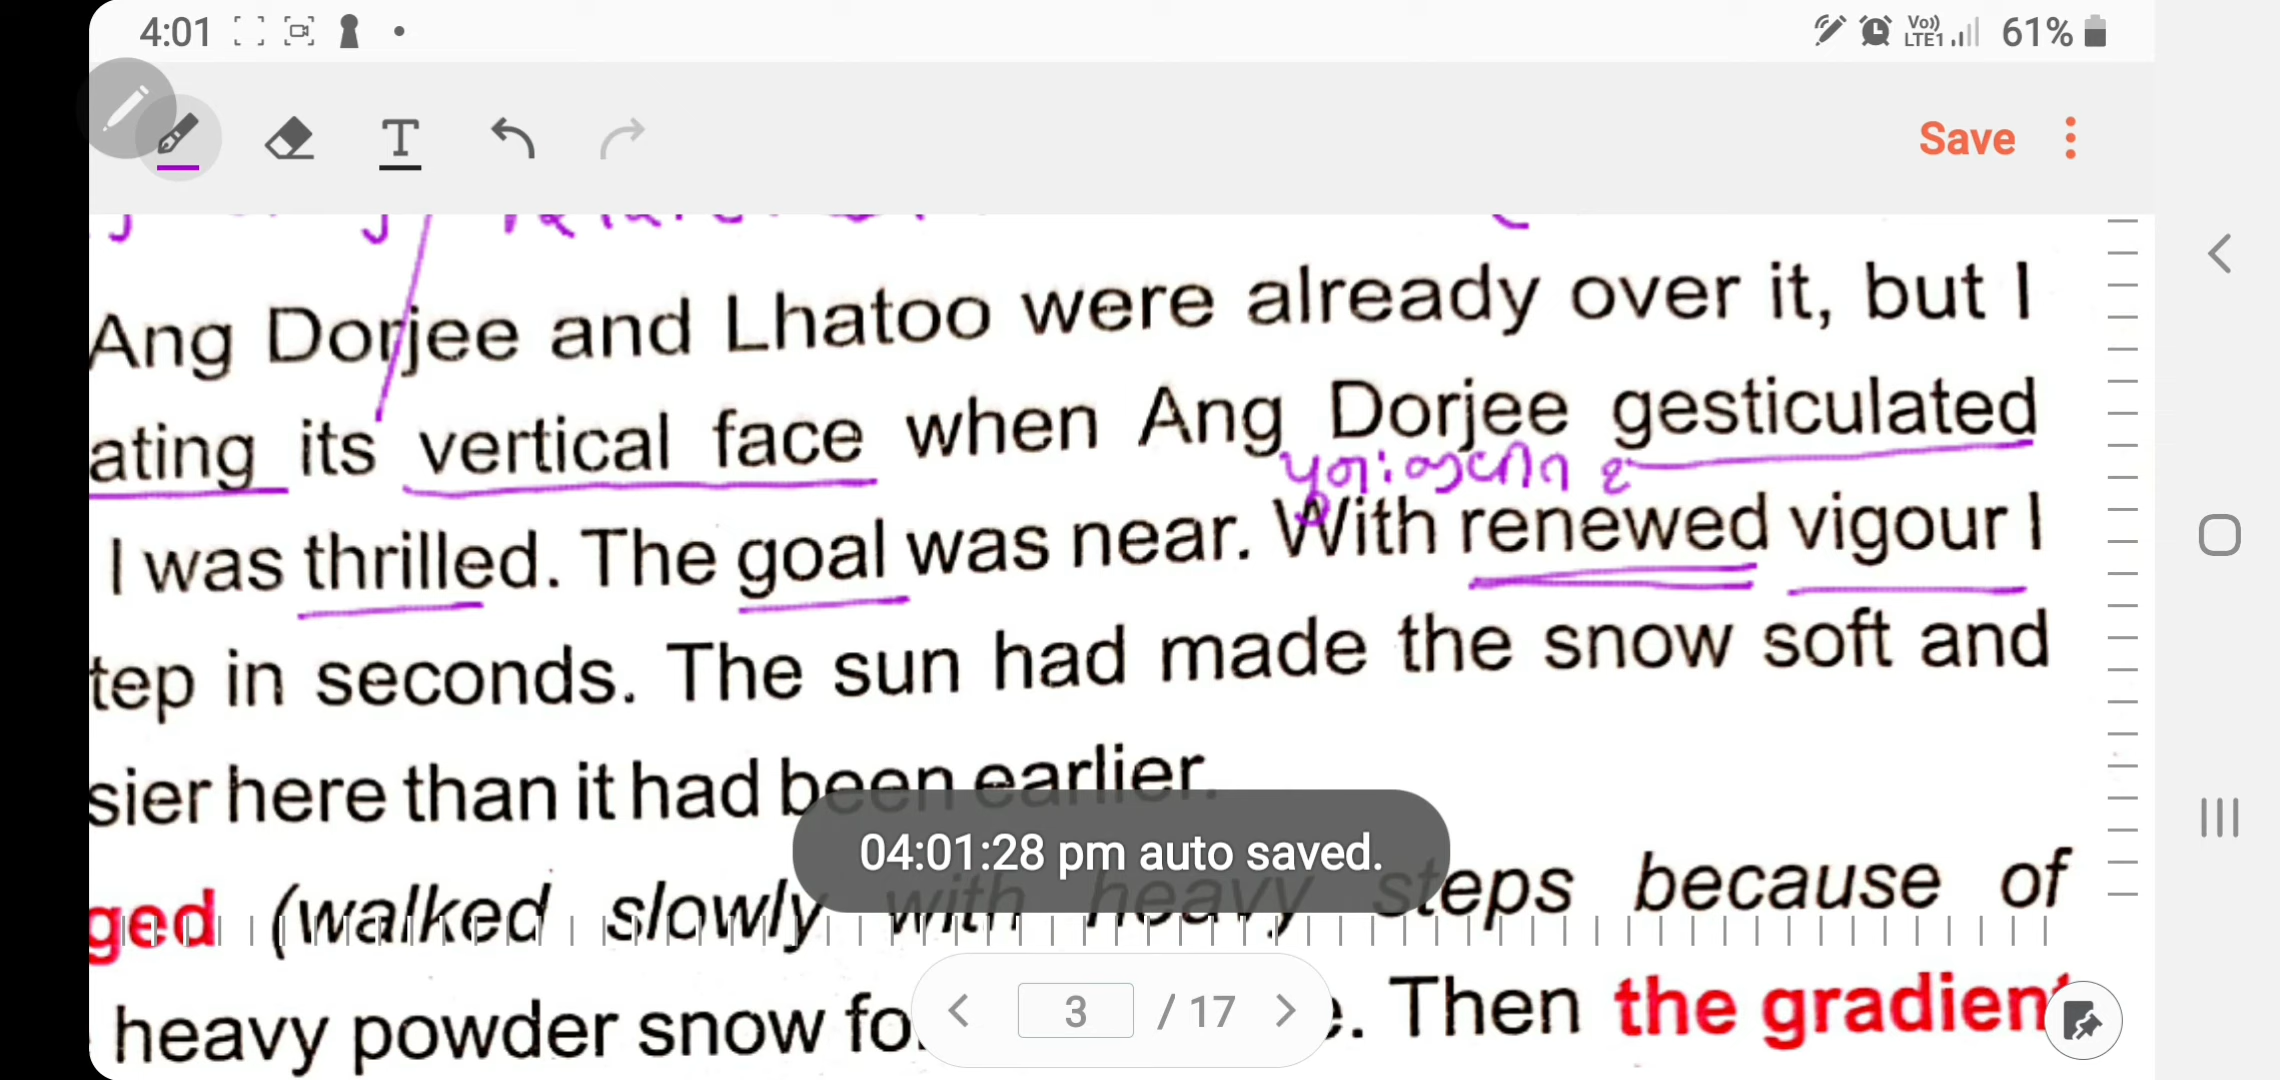 4:01 Vo)) LTE1 61%
T Save
Ang Dorjee and Lhatoo were already over it, but I
ating its vertical face when Ang Dorjee gesticulated
I was thrilled. The goal was near. With renewed vigour I
tep in seconds. The sun had made the snow soft and
sier here than it had been earlier.
04:01:28 pm auto saved.
ged (walked slowly with heavy steps because of
heavy powder snow fo e. Then the gradient
3 / 17